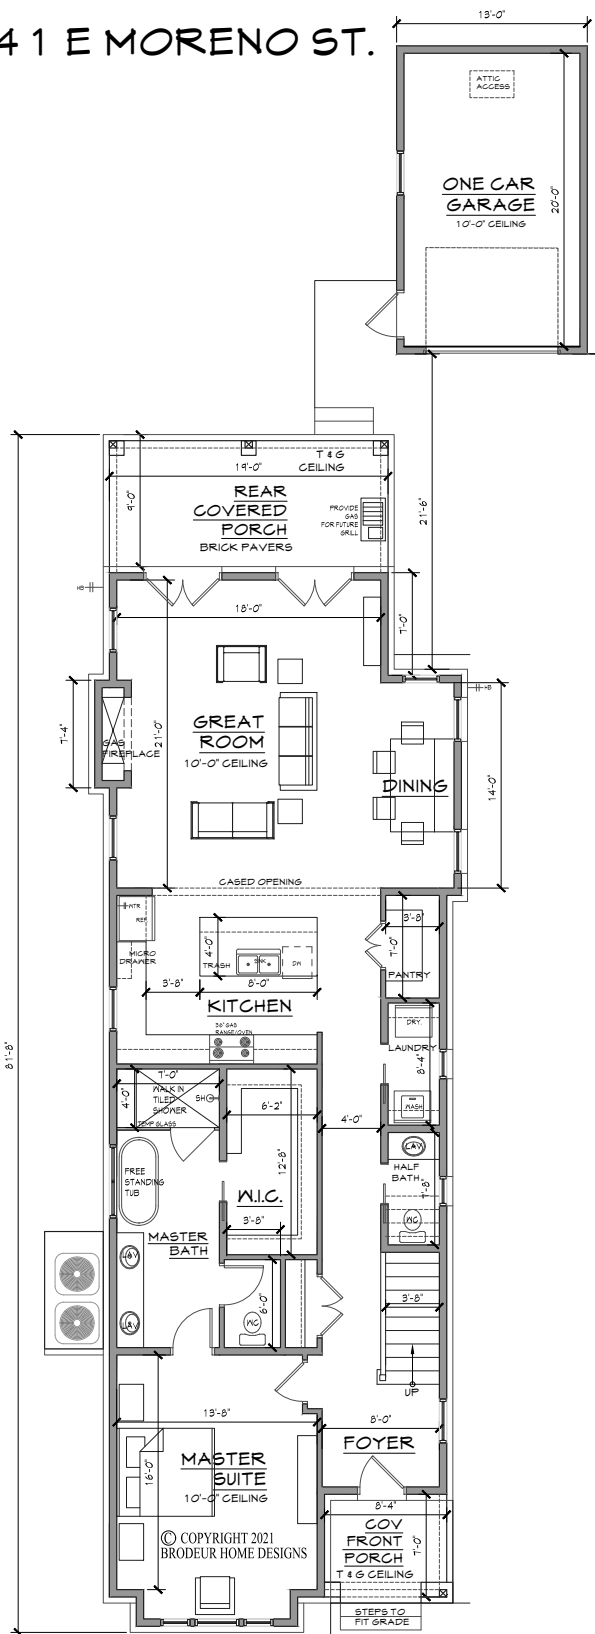 41 E MORENO ST.
13'-0"
ATTIC
ACCESS
ONE CAR
GARAGE
10'-0" CEILING
20'-0"
T & G
CEILING
19'-0"
9'-0"
REAR
COVERED
PORCH
BRICK PAVERS
PROVIDE
GAS
FOR FUTURE
GRILL
21'-6"
HB
18'-0"
7'-0"
HB
7'-4"
21'-0"
GREAT
ROOM
10'-0" CEILING
GAS
FIREPLACE
DINING
14'-0"
CASED OPENING
WTR
REF
MICRO
DRAWER
4'-0"
TRASH
SINK
DW
3'-8"
8'-0"
KITCHEN
36" GAS
RANGE/OVEN
3'-8"
7'-0"
PANTRY
81'-8"
DRY.
LAUNDRY
8'-4"
WASH
7'-0"
4'-0"
WALK IN
TILED
SHOWER
SH
TEMP GLASS
6'-2"
12'-8"
4'-0"
LAV
HALF
BATH
7'-8"
WC
FREE
STANDING
TUB
W.I.C.
3'-8"
MASTER
BATH
LAV
LAV
6'-0"
WC
3'-8"
UP
13'-8"
8'-0"
FOYER
16'-0"
MASTER
SUITE
10'-0" CEILING
8'-4"
COV
FRONT
PORCH
T & G CEILING
7'-0"
© COPYRIGHT 2021
BRODEUR HOME DESIGNS
STEPS TO
FIT GRADE